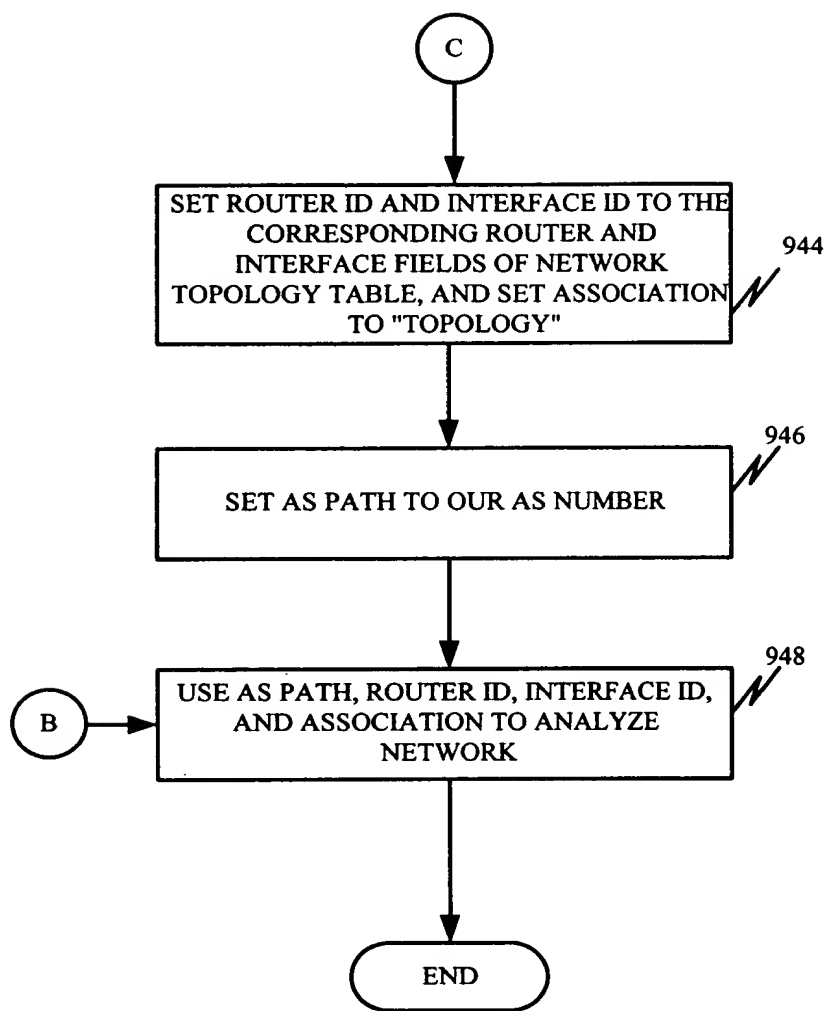 C
SET ROUTER ID AND INTERFACE ID TO THE
CORRESPONDING ROUTER AND
INTERFACE FIELDS OF NETWORK
TOPOLOGY TABLE, AND SET ASSOCIATION
TO "TOPOLOGY"
944
946
SET AS PATH TO OUR AS NUMBER
948
B
USE AS PATH, ROUTER ID, INTERFACE ID,
AND ASSOCIATION TO ANALYZE
NETWORK
END